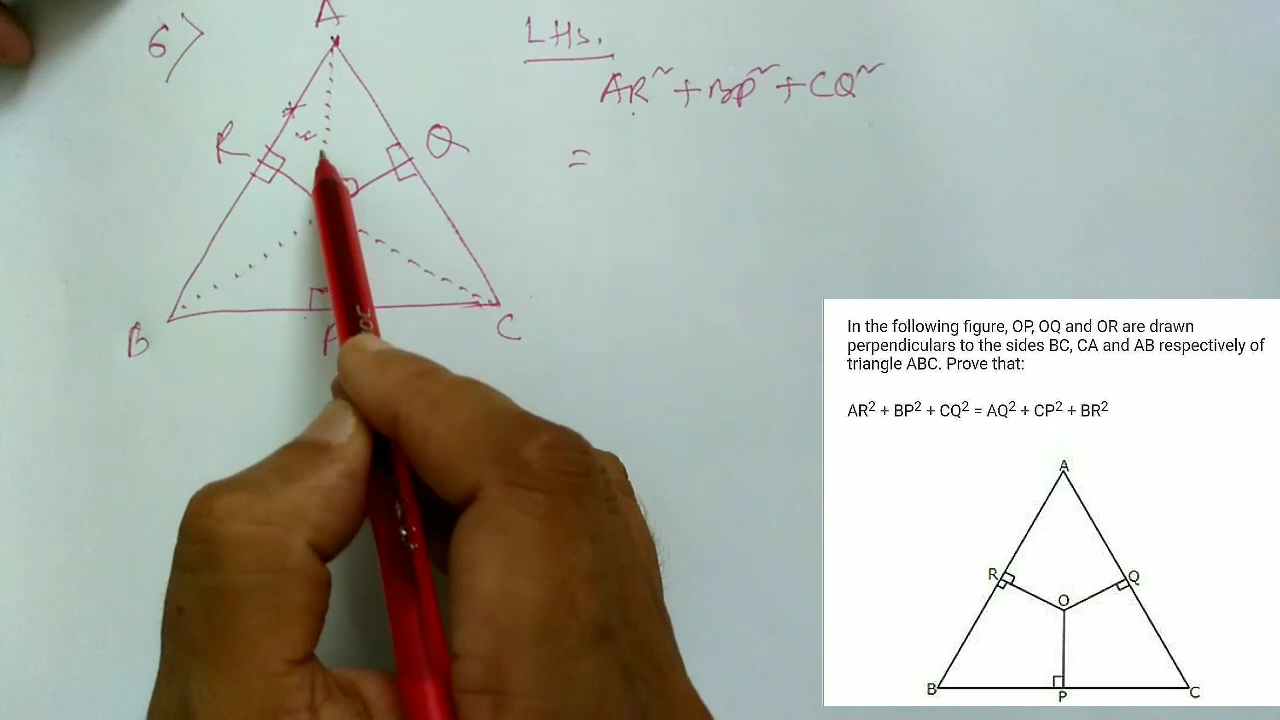 6)
A
LHS.
AR² + BP² + CQ²
R
Q
=
B
P
C
In the following figure, OP, OQ and OR are drawn
perpendiculars to the sides BC, CA and AB respectively of
triangle ABC. Prove that:
AR² + BP² + CQ² = AQ² + CP² + BR²
A
R
Q
O
B
P
C